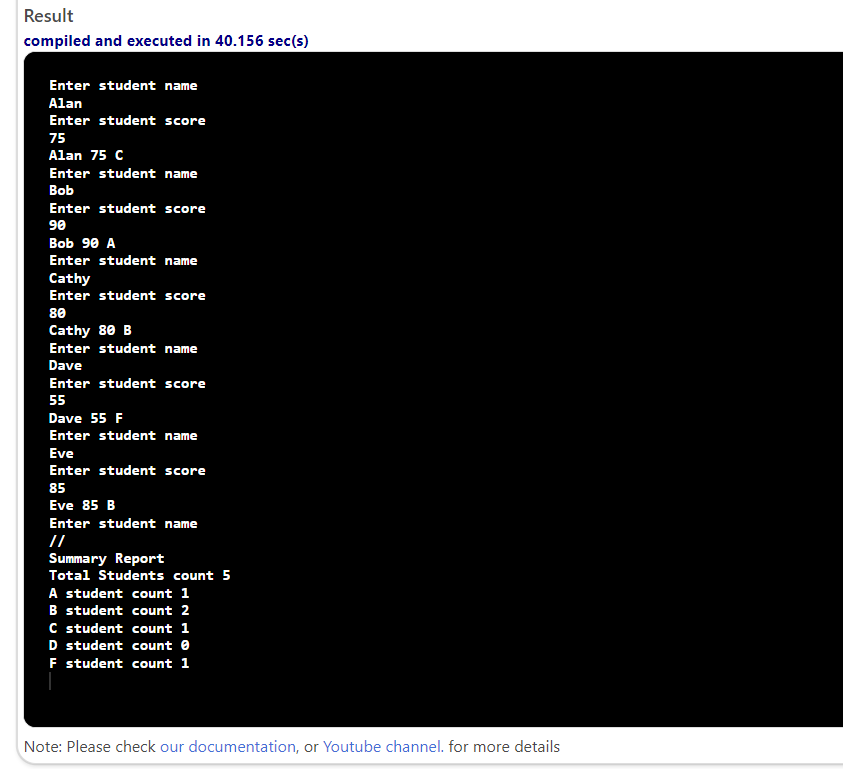 Result
compiled and executed in 40.156 sec(s)
Enter student name
Alan
Enter student score
75
Alan 75 C
Enter student name
Bob
Enter student score
90
Bob 90 A
Enter student name
Cathy
Enter student score
80
Cathy 80 B
Enter student name
Dave
Enter student score
55
Dave 55 F
Enter student name
Eve
Enter student score
85
Eve 85 B
Enter student name
//
Summary Report
Total Students count 5
A student count 1
B student count 2
C student count 1
D student count 0
F student count 1
Note: Please check our documentation, or Youtube channel. for more details